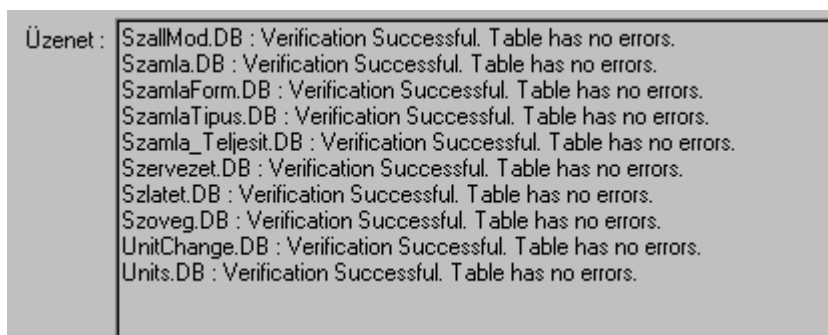 Üzenet :
SzallMod.DB : Verification Successful. Table has no errors.
Szamla.DB : Verification Successful. Table has no errors.
SzamlaForm.DB : Verification Successful. Table has no errors.
SzamlaTipus.DB : Verification Successful. Table has no errors.
Szamla_Teljesit.DB : Verification Successful. Table has no errors.
Szervezet.DB : Verification Successful. Table has no errors.
Szlatet.DB : Verification Successful. Table has no errors.
Szoveg.DB : Verification Successful. Table has no errors.
UnitChange.DB : Verification Successful. Table has no errors.
Units.DB : Verification Successful. Table has no errors.